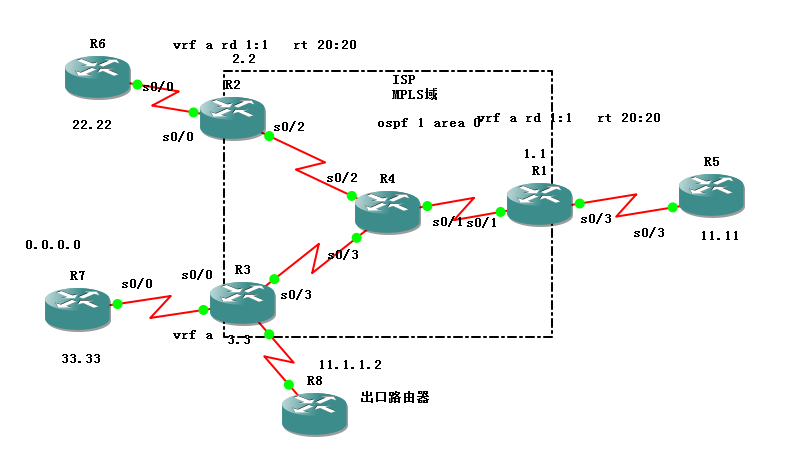 vrf a rd 1:1 rt 20:20
R6
2.2
s0/0
R2
ISP
MPLS域
22.22
s0/0
s0/2
ospf 1 area 0
vrf a rd 1:1 rt 20:20
1.1
s0/2
R4
R1
R5
s0/1
s0/1
s0/3
s0/3
11.11
0.0.0.0
R7
s0/0
s0/0
R3
s0/3
s0/3
33.33
vrf a
3.3
11.1.1.2
R8
出口路由器